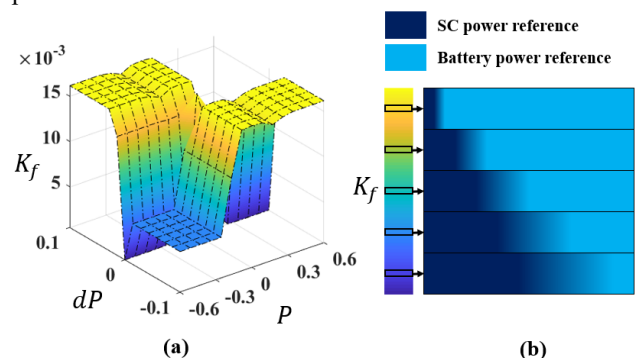 SC power reference
Battery power reference
×10⁻³
15
10
5
K_f
0.1
0
-0.1
dP
-0.6
-0.3
0
0.3
0.6
P
K_f
(a)
(b)